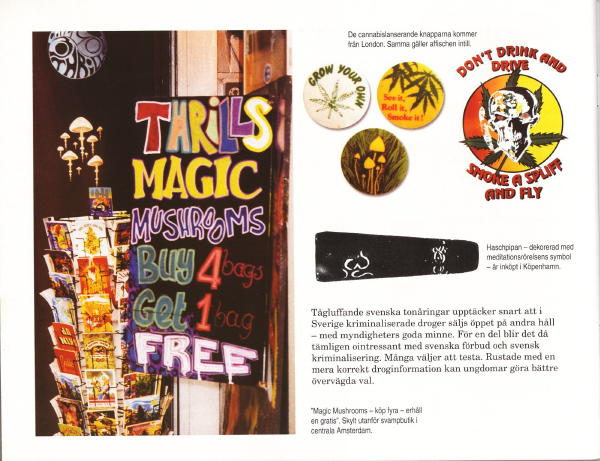 De cannabislanserande knapparna kommer
från London. Samma gäller affischen intill.
THRILLS
MAGIC
MUSHROOMS
BUY 4 bags
Get 1 bag
FREE
GROW YOUR OWN
See it,
Roll it,
Smoke it!
DON'T DRINK AND
DRIVE
SMOKE A SPLIFF
AND FLY
Haschpipan – dekorerad med
meditationsrörelsens symbol
– är inköpt i Köpenhamn.
Tågluffande svenska tonåringar upptäcker snart att i
Sverige kriminaliserade droger säljs öppet på andra håll
– med myndigheters goda minne. För en del blir det då
tämligen ointressant med svenska förbud och svensk
kriminalisering. Många väljer att testa. Rustade med en
mera korrekt droginformation kan ungdomar göra bättre
övervägda val.
"Magic Mushrooms – köp fyra – erhåll
en gratis". Skylt utanför svampbutik i
centrala Amsterdam.